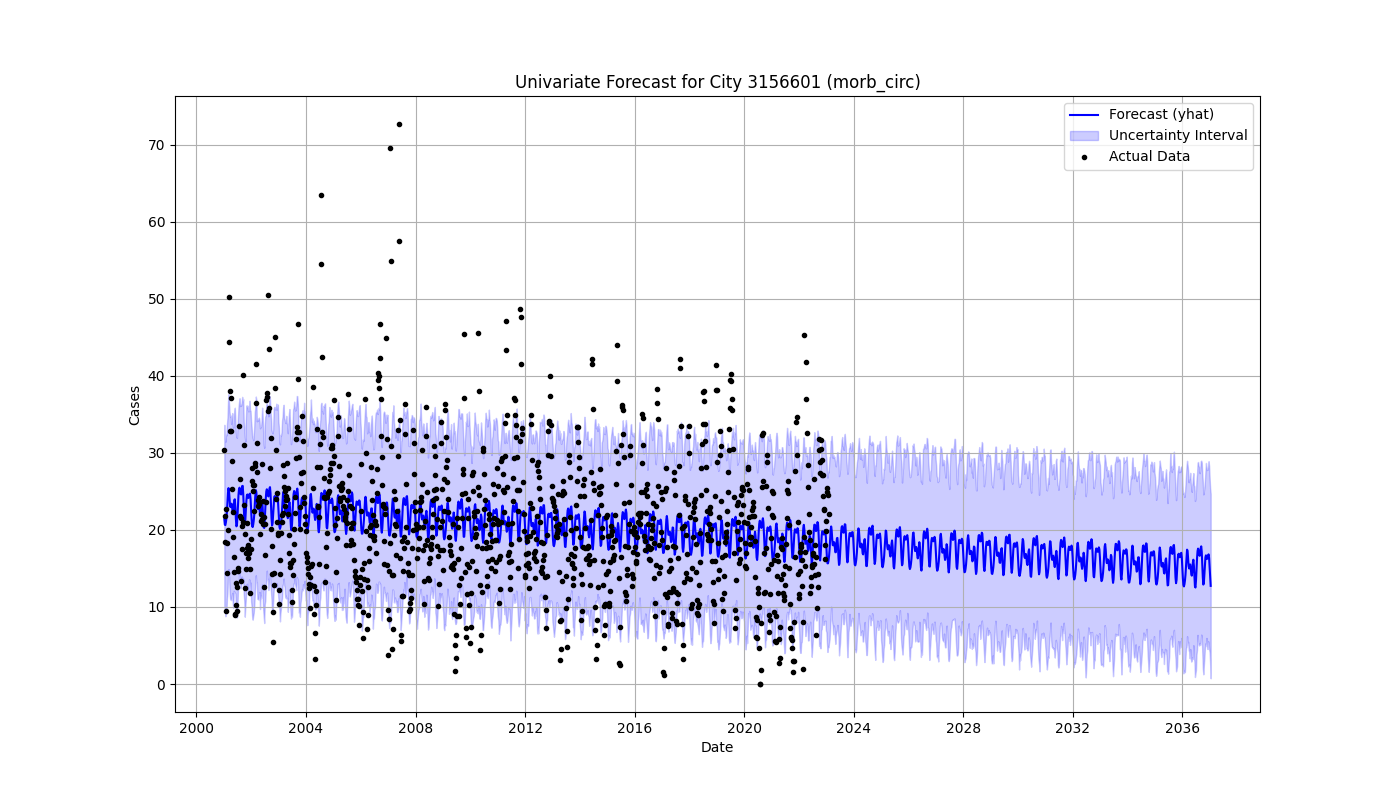 Univariate Forecast for City 3156601 (morb_circ)
Forecast (yhat)
Uncertainty Interval
Actual Data
Cases
70
60
50
40
30
20
10
0
2000 2004 2008 2012 2016 2020 2024 2028 2032 2036
Date